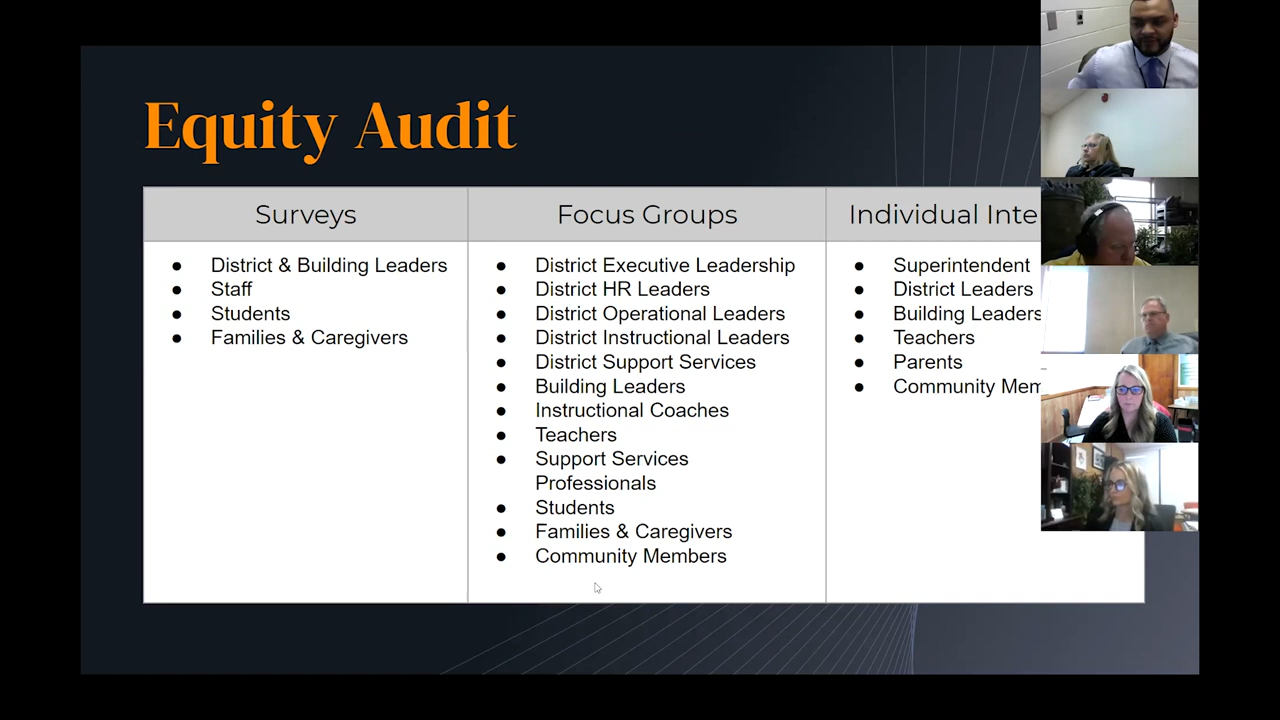 Equity Audit
Surveys
District & Building Leaders
Staff
Students
Families & Caregivers
Focus Groups
District Executive Leadership
District HR Leaders
District Operational Leaders
District Instructional Leaders
District Support Services
Building Leaders
Instructional Coaches
Teachers
Support Services
Professionals
Students
Families & Caregivers
Community Members
Individual Inte
Superintendent
District Leaders
Building Leaders
Teachers
Parents
Community Mem